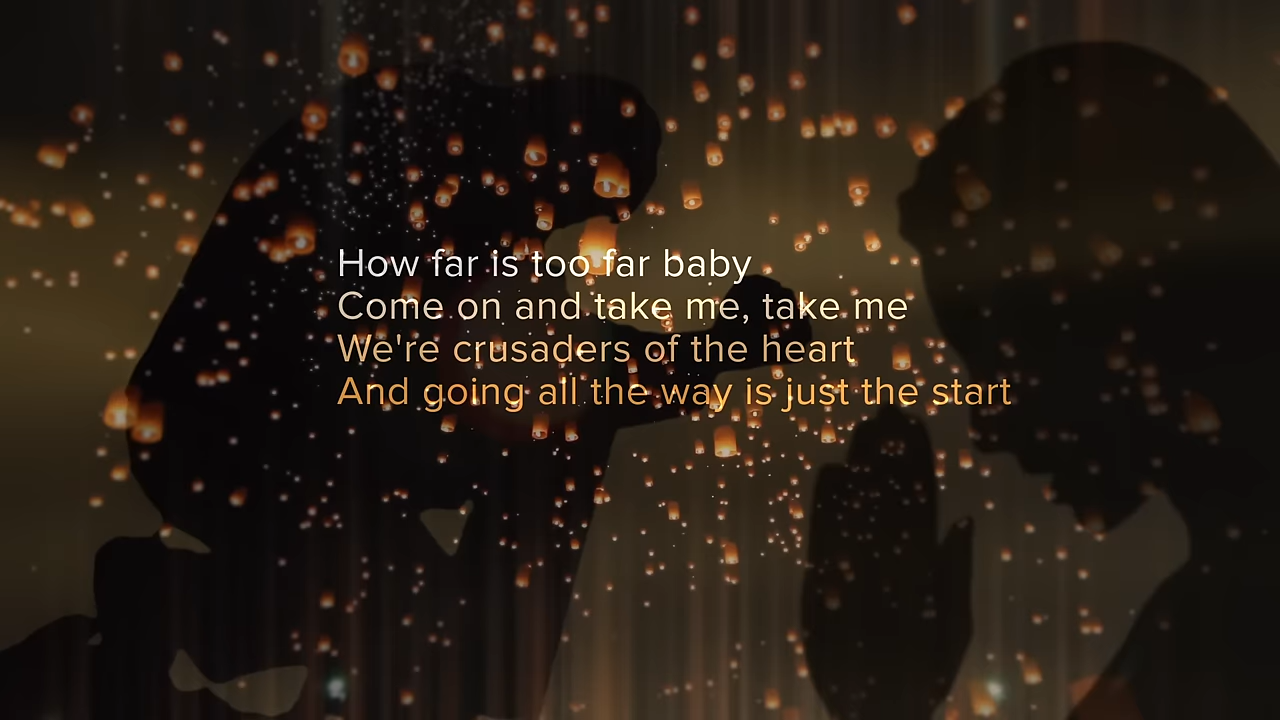 How far is too far baby
Come on and take me, take me
We're crusaders of the heart
And going all the way is just the start